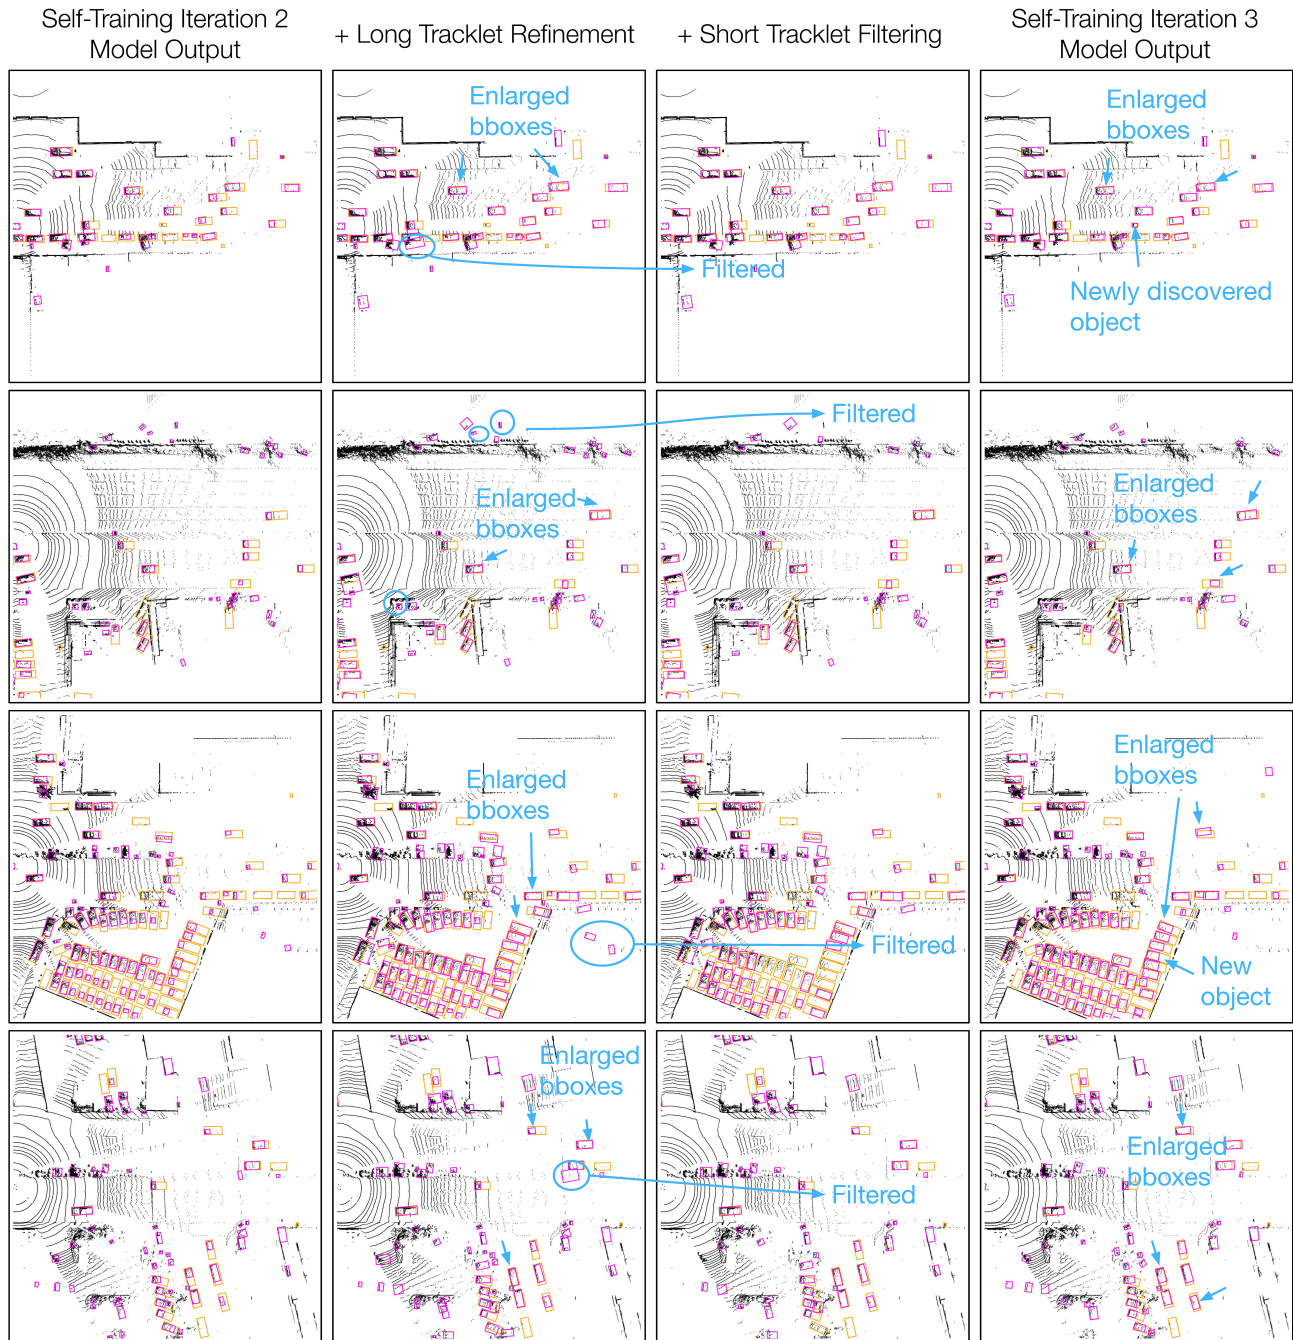 Self-Training Iteration 2
Model Output
+ Long Tracklet Refinement
+ Short Tracklet Filtering
Self-Training Iteration 3
Model Output
Enlarged
bboxes
Filtered
Enlarged
bboxes
Newly discovered
object
Filtered
Enlarged
bboxes
Enlarged
bboxes
Enlarged
bboxes
Filtered
Enlarged
bboxes
New
object
Enlarged
bboxes
Filtered
Enlarged
bboxes